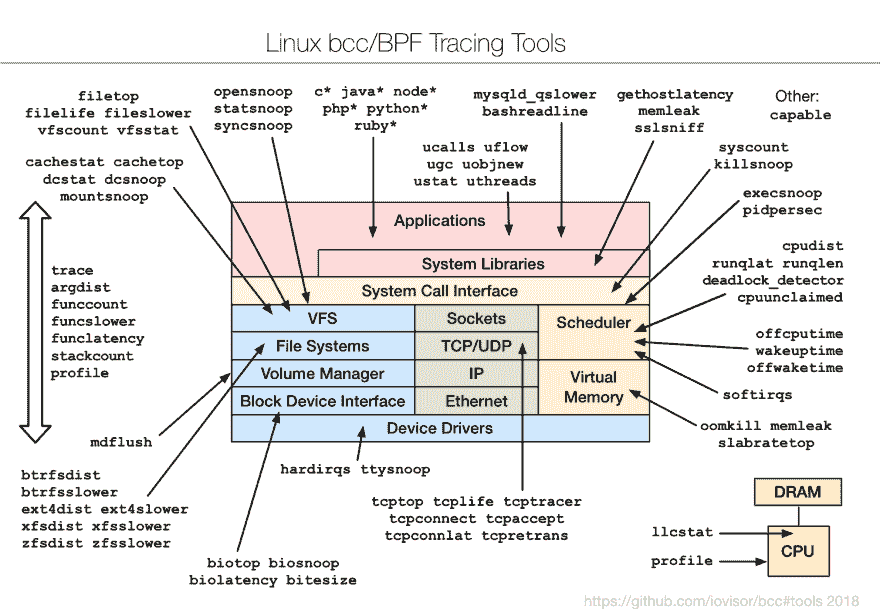 Linux bcc/BPF Tracing Tools
filetop
filelife fileslower
vfscount vfsstat
opensnoop
statsnoop
syncsnoop
c* java* node*
php* python*
ruby*
mysqld_qslower
bashreadline
gethostlatency
memleak
sslsniff
Other:
capable
cachestat cachetop
dcstat dcsnoop
mountsnoop
ucalls uflow
ugc uobjnew
ustat uthreads
syscount
killsnoop
execsnoop
pidpersec
trace
argdist
funccount
funcslower
funclatency
stackcount
profile
Applications
System Libraries
System Call Interface
VFS
Sockets
Scheduler
File Systems
TCP/UDP
Volume Manager
IP
Virtual
Memory
Block Device Interface
Ethernet
Device Drivers
cpudist
runqlat runqlen
deadlock_detector
cpuunclaimed
offcputime
wakeuptime
offwaketime
softirqs
oomkill memleak
slabratetop
mdflush
hardirqs ttysnoop
btrfsdist
btrfsslower
ext4dist ext4slower
xfsdist xfsslower
zfsdist zfsslower
biotop biosnoop
biolatency bitesize
tcptop tcplife tcptracer
tcpconnect tcpaccept
tcpconnlat tcpretrans
DRAM
llcstat
CPU
profile
https://github.com/iovisor/bcc#tools 2018